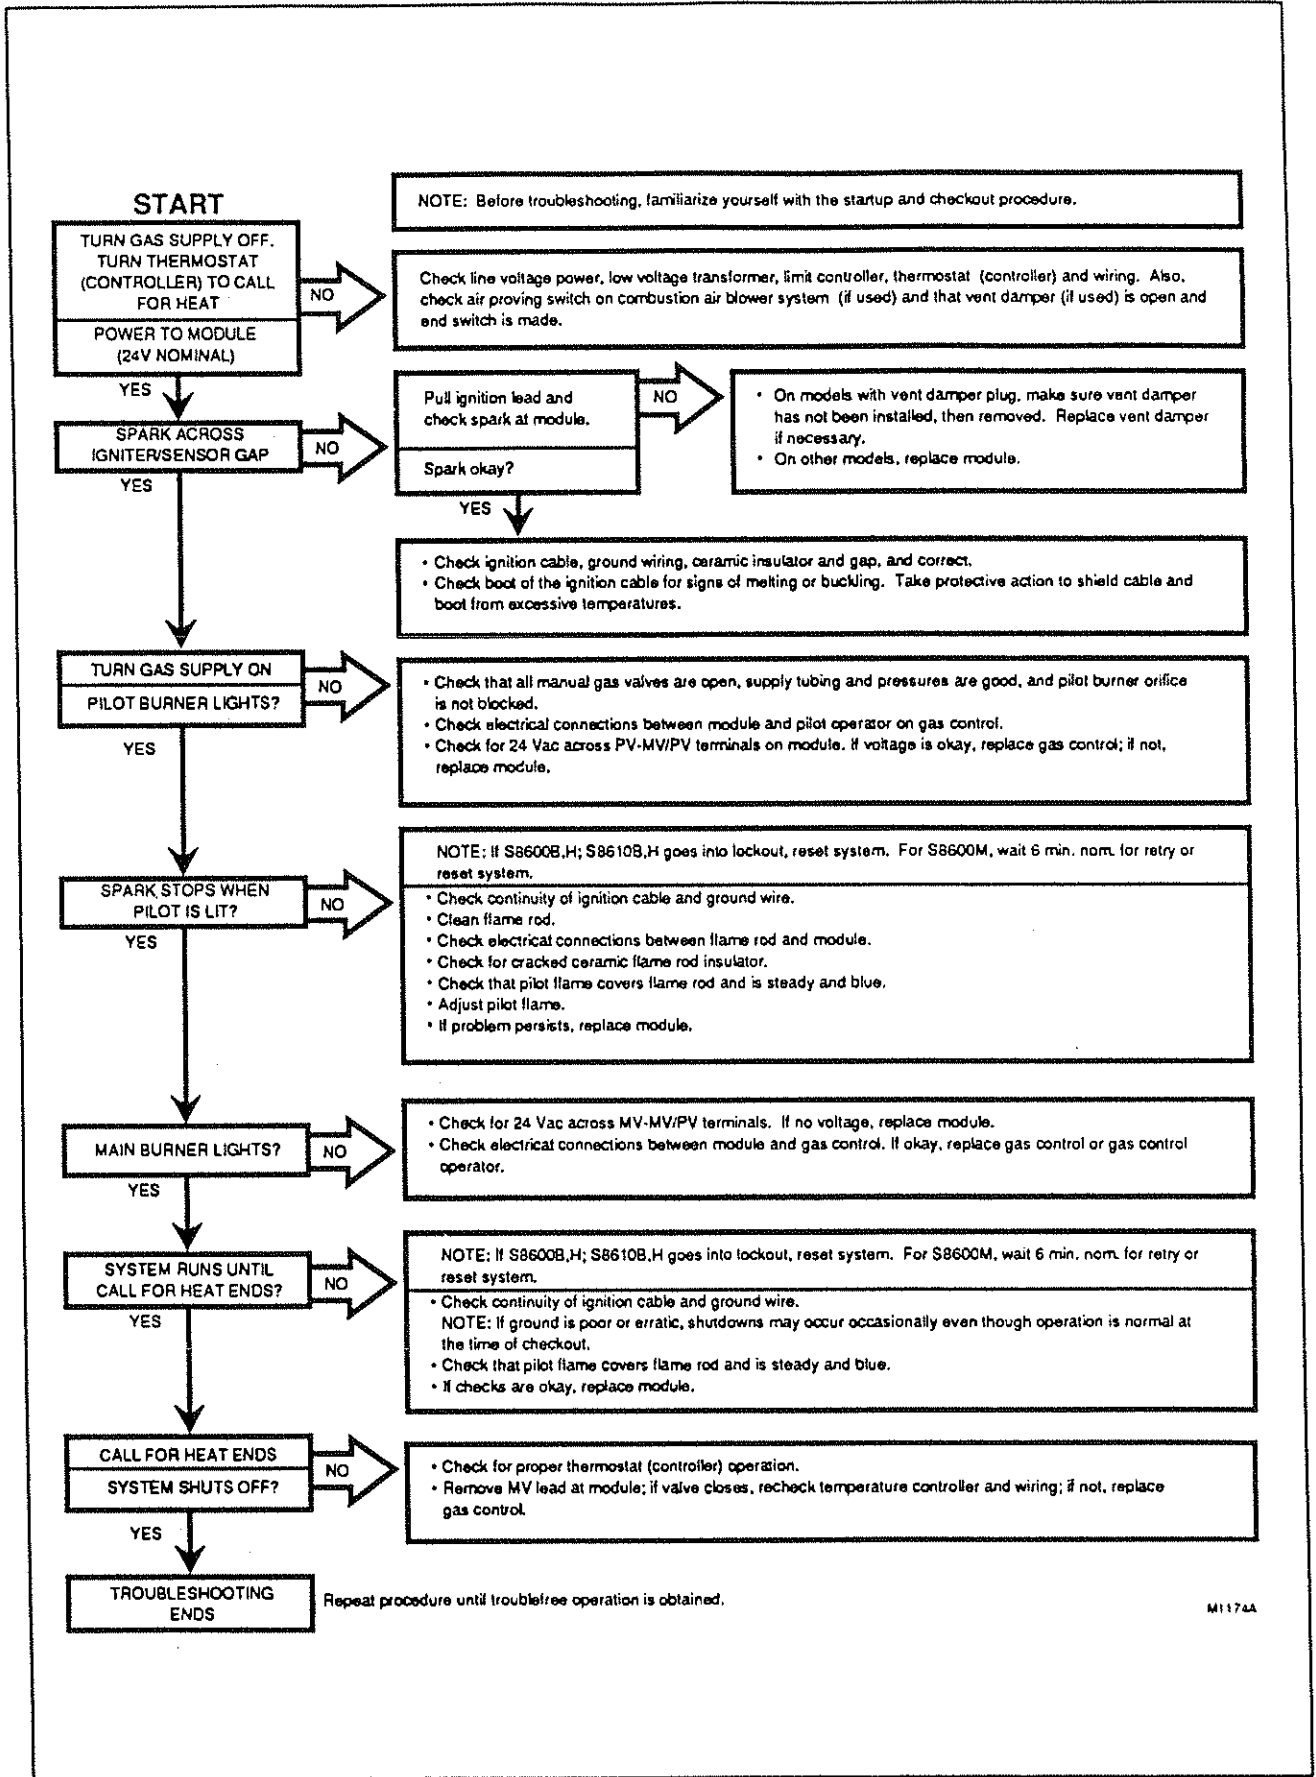 START
NOTE: Before troubleshooting, familiarize yourself with the startup and checkout procedure.
TURN GAS SUPPLY OFF.
TURN THERMOSTAT
(CONTROLLER) TO CALL
FOR HEAT
POWER TO MODULE
(24V NOMINAL)
NO
Check line voltage power, low voltage transformer, limit controller, thermostat (controller) and wiring. Also,
check air proving switch on combustion air blower system (if used) and that vent damper (if used) is open and
end switch is made.
YES
SPARK ACROSS
IGNITER/SENSOR GAP
NO
Pull ignition lead and
check spark at module.
Spark okay?
NO
• On models with vent damper plug, make sure vent damper
has not been installed, then removed. Replace vent damper
if necessary.
• On other models, replace module.
YES
YES
• Check ignition cable, ground wiring, ceramic insulator and gap, and correct.
• Check boot of the ignition cable for signs of melting or buckling. Take protective action to shield cable and
boot from excessive temperatures.
TURN GAS SUPPLY ON
PILOT BURNER LIGHTS?
NO
• Check that all manual gas valves are open, supply tubing and pressures are good, and pilot burner orifice
is not blocked.
• Check electrical connections between module and pilot operator on gas control.
• Check for 24 Vac across PV-MV/PV terminals on module. If voltage is okay, replace gas control; if not,
replace module.
YES
SPARK STOPS WHEN
PILOT IS LIT?
NO
NOTE: If S8600B,H; S8610B,H goes into lockout, reset system. For S8600M, wait 6 min. nom. for retry or
reset system.
• Check continuity of ignition cable and ground wire.
• Clean flame rod.
• Check electrical connections between flame rod and module.
• Check for cracked ceramic flame rod insulator.
• Check that pilot flame covers flame rod and is steady and blue.
• Adjust pilot flame.
• If problem persists, replace module.
YES
MAIN BURNER LIGHTS?
NO
• Check for 24 Vac across MV-MV/PV terminals. If no voltage, replace module.
• Check electrical connections between module and gas control. If okay, replace gas control or gas control
operator.
YES
SYSTEM RUNS UNTIL
CALL FOR HEAT ENDS?
NO
NOTE: If S8600B,H; S8610B,H goes into lockout, reset system. For S8600M, wait 6 min. nom. for retry or
reset system.
• Check continuity of ignition cable and ground wire.
NOTE: If ground is poor or erratic, shutdowns may occur occasionally even though operation is normal at
the time of checkout.
• Check that pilot flame covers flame rod and is steady and blue.
• If checks are okay, replace module.
YES
CALL FOR HEAT ENDS
SYSTEM SHUTS OFF?
NO
• Check for proper thermostat (controller) operation.
• Remove MV lead at module; if valve closes, recheck temperature controller and wiring; if not, replace
gas control.
YES
TROUBLESHOOTING
ENDS
Repeat procedure until troublefree operation is obtained.
M1174A